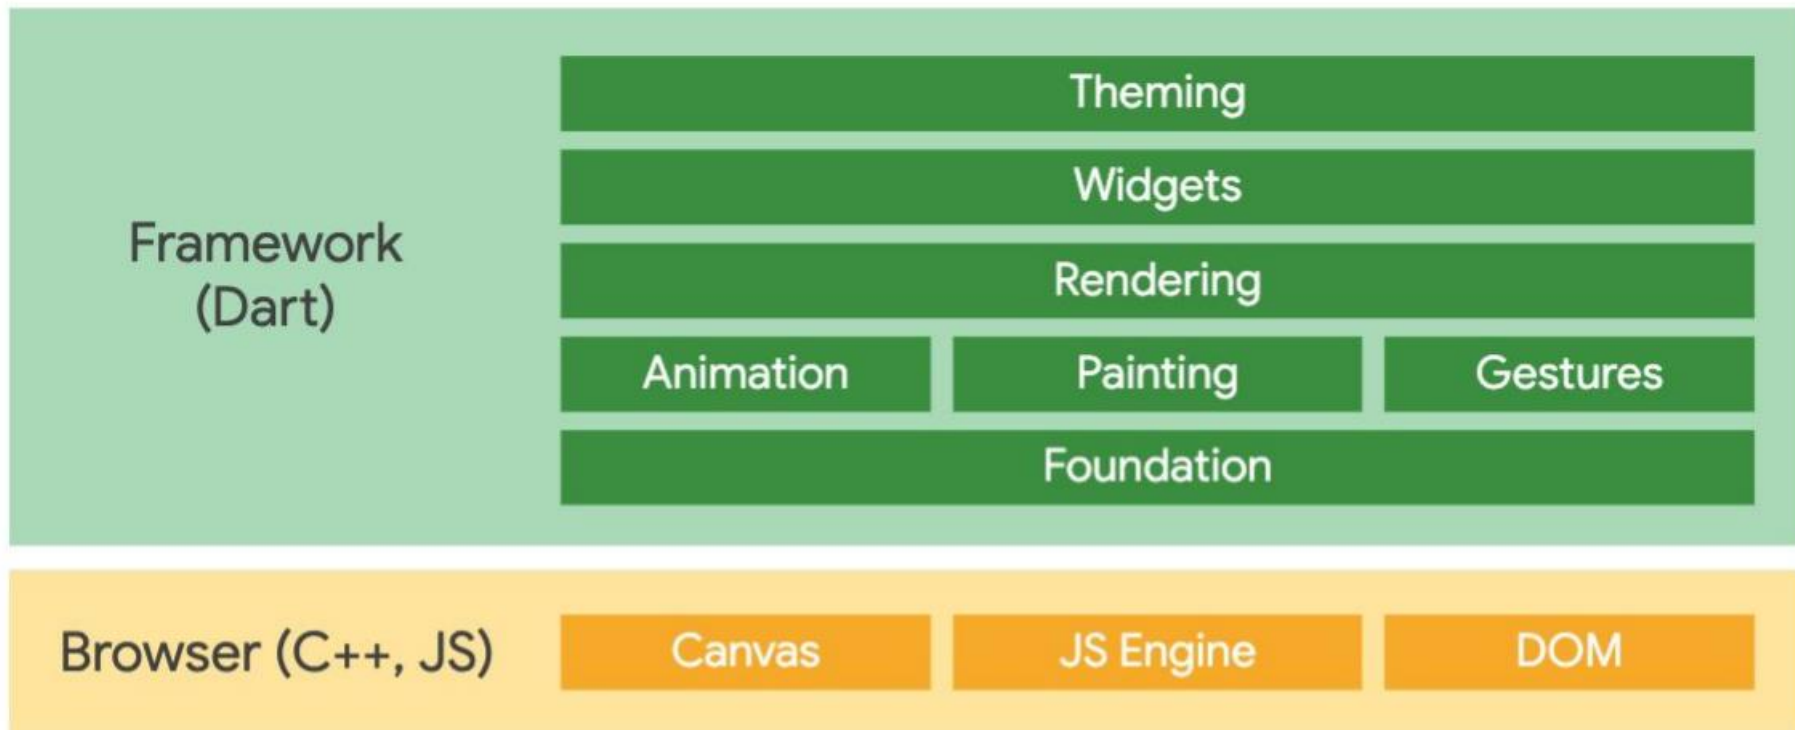 Theming
Widgets
Framework
(Dart)
Rendering
Animation Painting Gestures
Foundation
Browser (C++, JS) Canvas JS Engine DOM